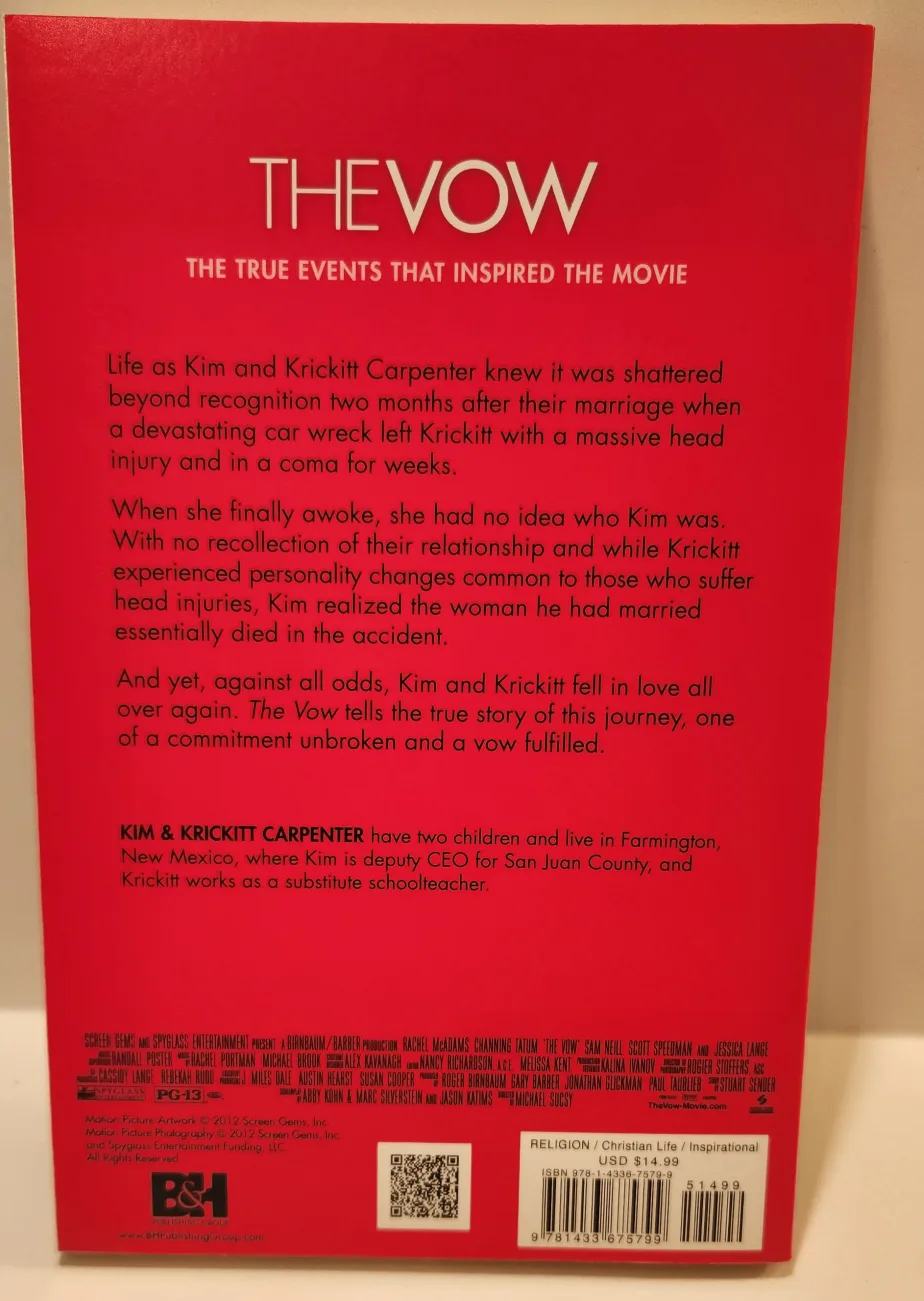 THE VOW
THE TRUE EVENTS THAT INSPIRED THE MOVIE
Life as Kim and Krickitt Carpenter knew it was shattered
beyond recognition two months after their marriage when
a devastating car wreck left Krickitt with a massive head
injury and in a coma for weeks.
When she finally awoke, she had no idea who Kim was.
With no recollection of their relationship and while Krickitt
experienced personality changes common to those who suffer
head injuries, Kim realized the woman he had married
essentially died in the accident.
And yet, against all odds, Kim and Krickitt fell in love all
over again. The Vow tells the true story of this journey, one
of a commitment unbroken and a vow fulfilled.
KIM & KRICKITT CARPENTER have two children and live in Farmington,
New Mexico, where Kim is deputy CEO for San Juan County, and
Krickitt works as a substitute schoolteacher.
SCREEN GEMS AND SPYGLASS ENTERTAINMENT PRESENT A BIRNBAUM/BARBER PRODUCTION RACHEL McADAMS CHANNING TATUM "THE VOW" SAM NEILL SCOTT SPEEDMAN AND JESSICA LANGE
RANDALL POSTER RACHEL PORTMAN MICHAEL BROOK ALEX KAVANAGH NANCY RICHARDSON, A.C.E. MELISSA KENT KALINA IVANOV ROGIER STOFFERS, ASC
CASSIDY LANGE REBEKAH RUDD J. MILES DALE AUSTIN HEARST SUSAN COOPER ROGER BIRNBAUM GARY BARBER JONATHAN GLICKMAN PAUL TAUBLIEB STUART SENDER
SPYGLASS PG-13 ABBY KOHN & MARC SILVERSTEIN AND JASON KATIMS MICHAEL SUCSY
TheVow-Movie.com
Motion Picture Artwork © 2012 Screen Gems, Inc.
Motion Picture Photography © 2012 Screen Gems, Inc.
and Spyglass Entertainment Funding, LLC.
All Rights Reserved.
B&H
PUBLISHING GROUP
www.BHPublishingGroup.com
RELIGION / Christian Life / Inspirational
USD $14.99
ISBN 978-1-4336-7579-9
51499
9 781433 675799